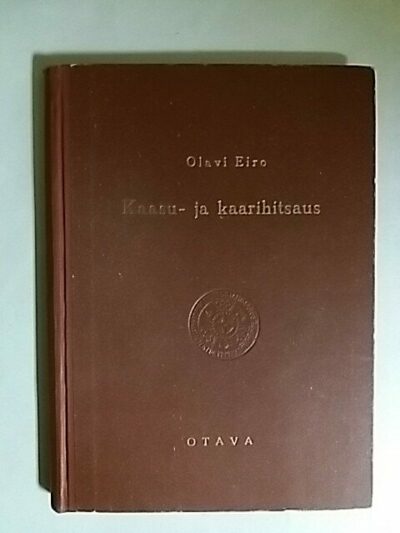 Olavi Eiro
Kaasu- ja kaarihitsaus
OTAVA